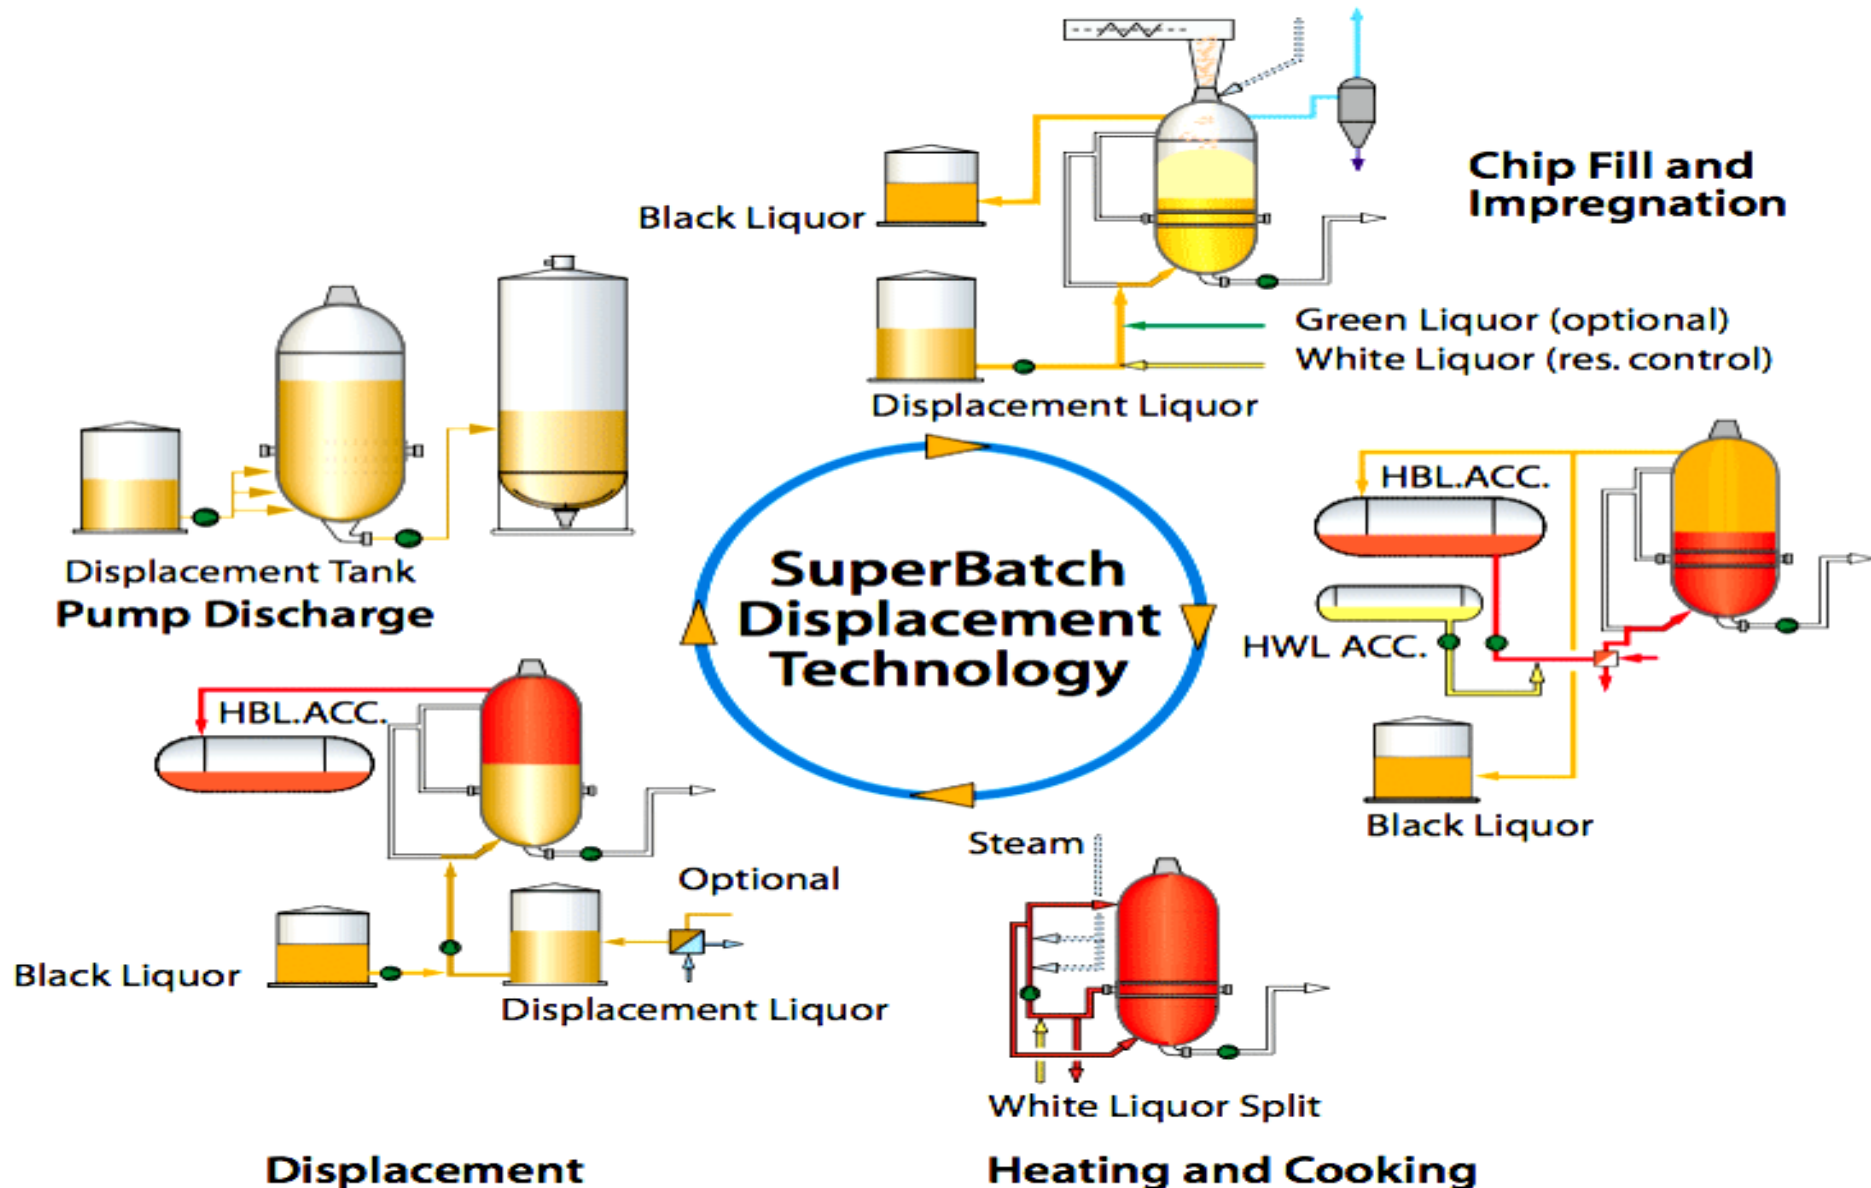 Chip Fill and
Impregnation
Black Liquor
Green Liquor (optional)
White Liquor (res. control)
Displacement Liquor
HBL.ACC.
HWL ACC.
Black Liquor
Displacement Tank
Pump Discharge
SuperBatch
Displacement
Technology
HBL.ACC.
Optional
Black Liquor
Displacement Liquor
Displacement
Steam
White Liquor Split
Heating and Cooking